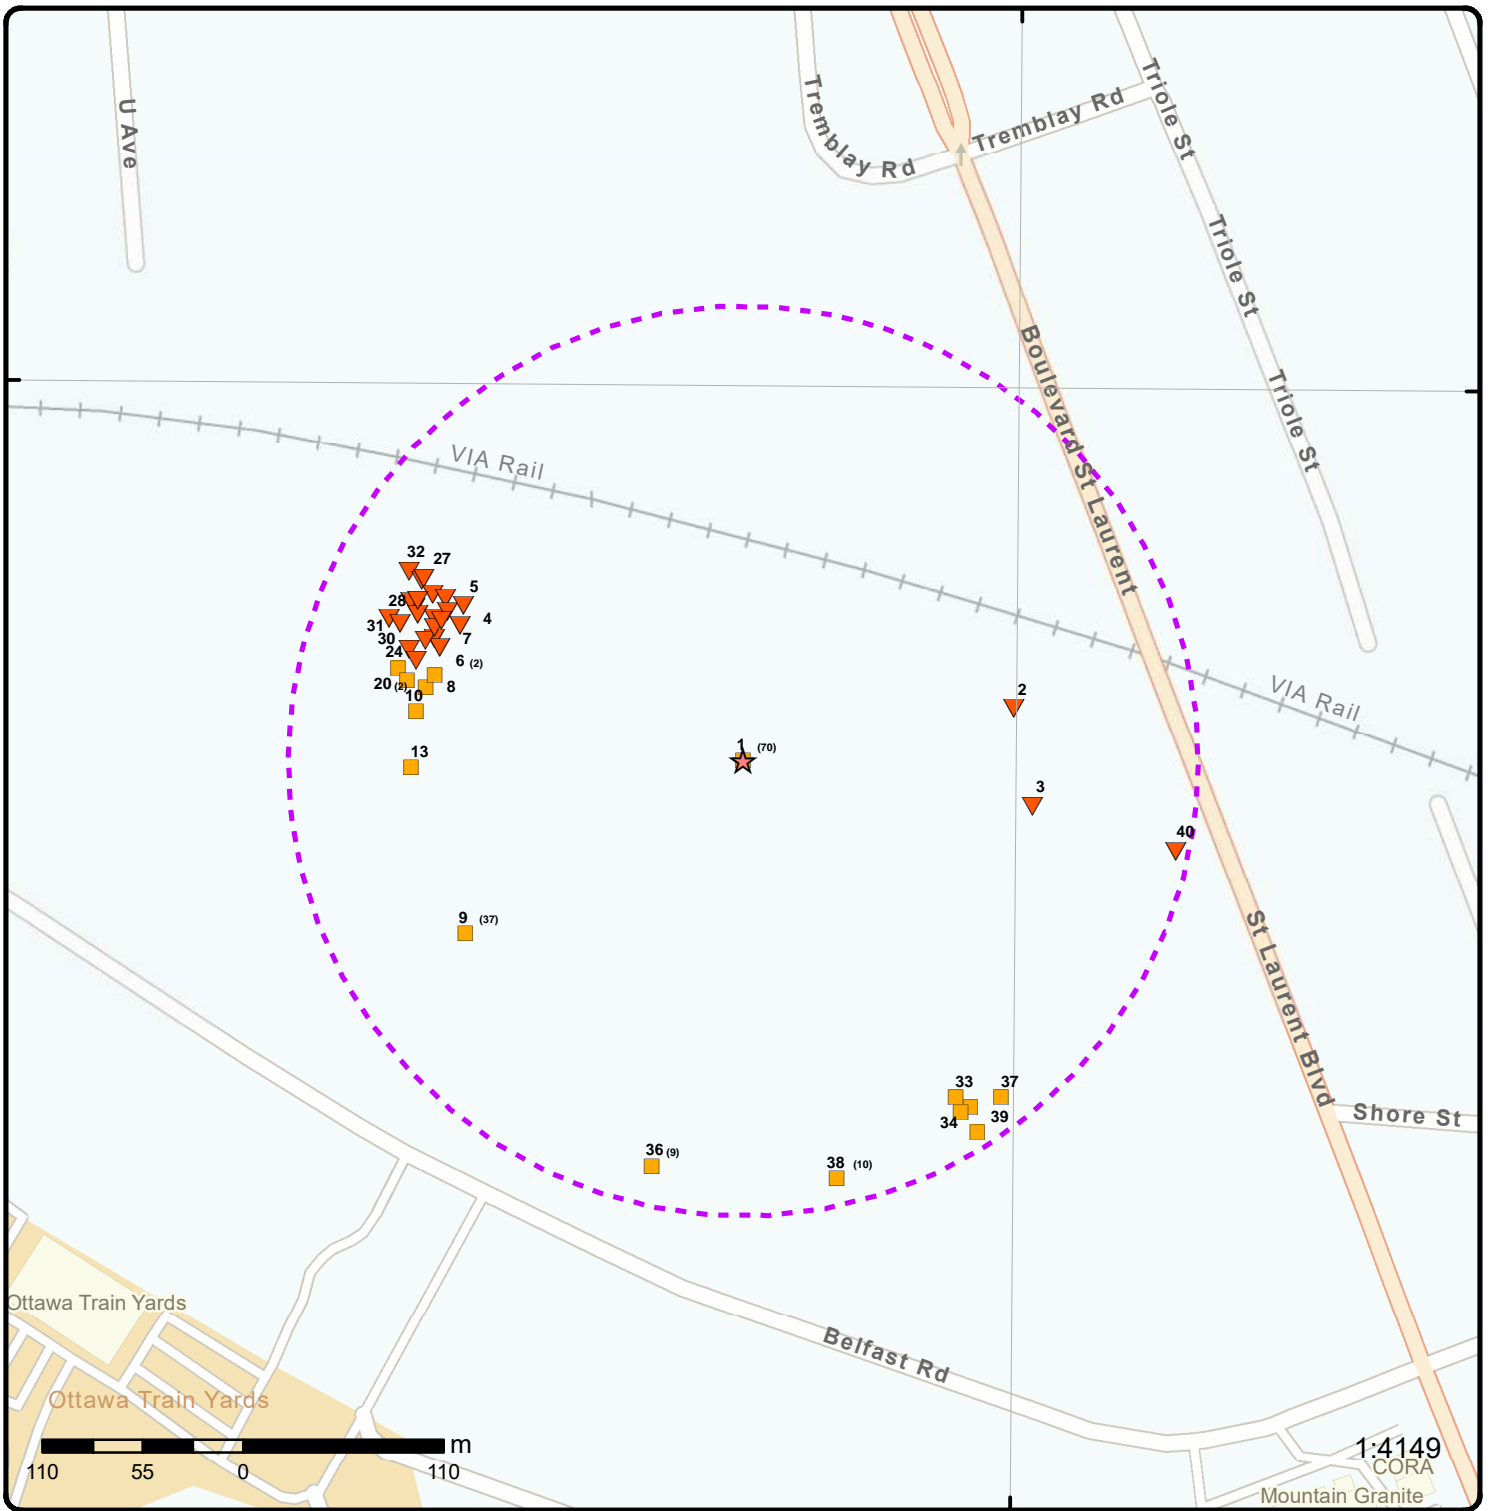 U Ave
Tremblay Rd
Tremblay Rd
Triole St
Triole St
Triole St
Boulevard St Laurent
VIA Rail
32
27
5
28
4
31
30
7
24
6 (2)
20 (2)
8
10
13
1 (70)
2
VIA Rail
3
40
9 (37)
St Laurent Blvd
33
37
34
39
Shore St
36 (9)
38 (10)
Ottawa Train Yards
Belfast Rd
Ottawa Train Yards
m
110
55
0
110
1:4149
CORA
Mountain Granite